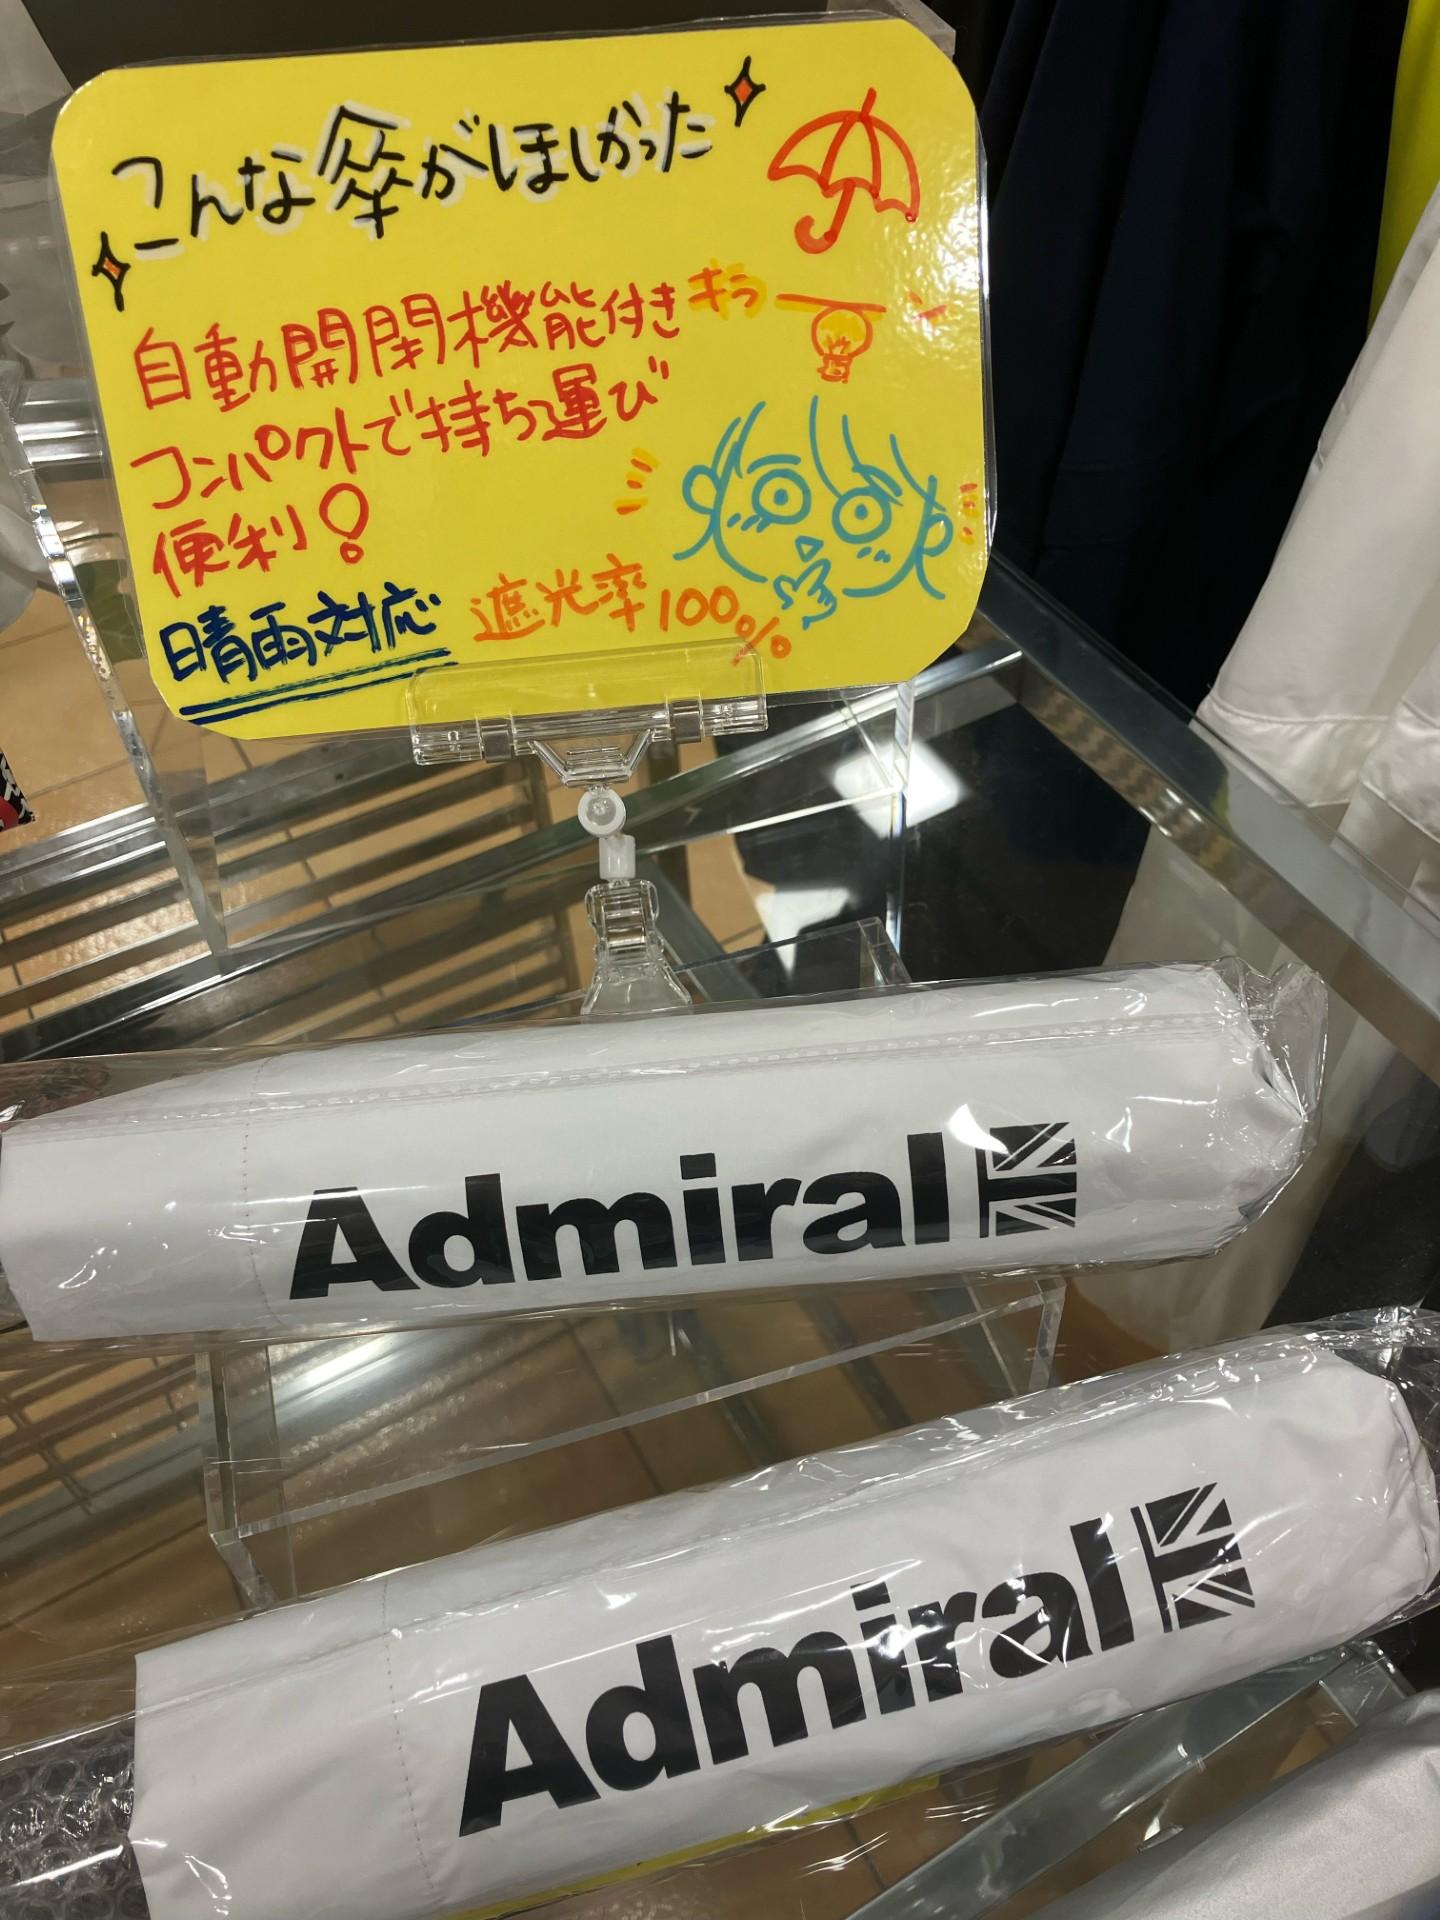 こんな傘がほしかった
自動開閉機能付き
コンパクトで持ち運び
便利!
晴雨対応
遮光率100%
キラーン
Admiral
Admiral